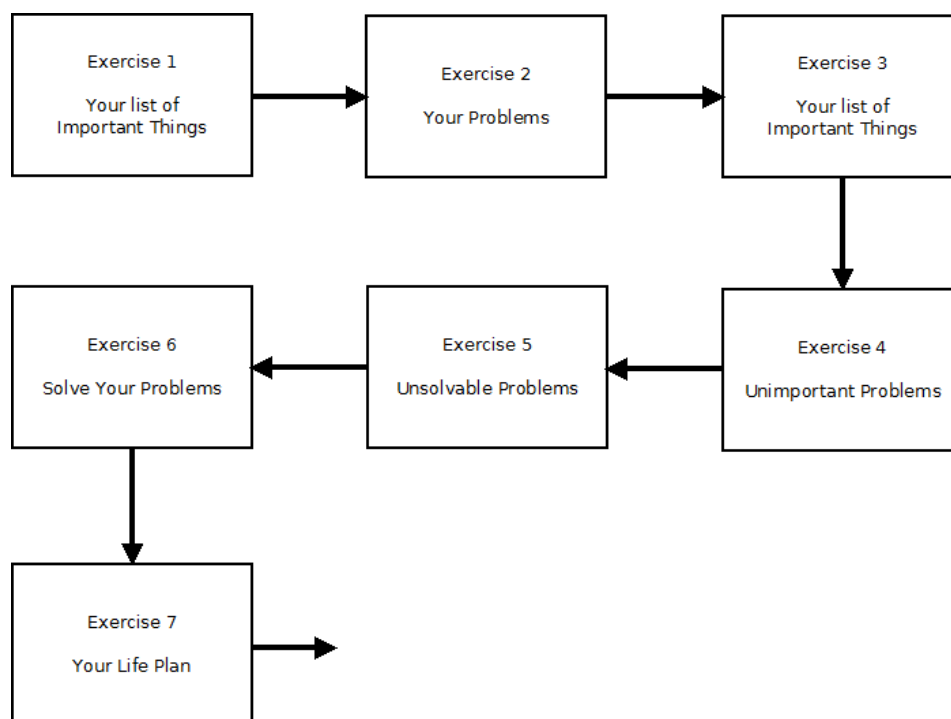 Exercise 1
Your list of
Important Things
Exercise 2
Your Problems
Exercise 3
Your list of
Important Things
Exercise 4
Unimportant Problems
Exercise 5
Unsolvable Problems
Exercise 6
Solve Your Problems
Exercise 7
Your Life Plan